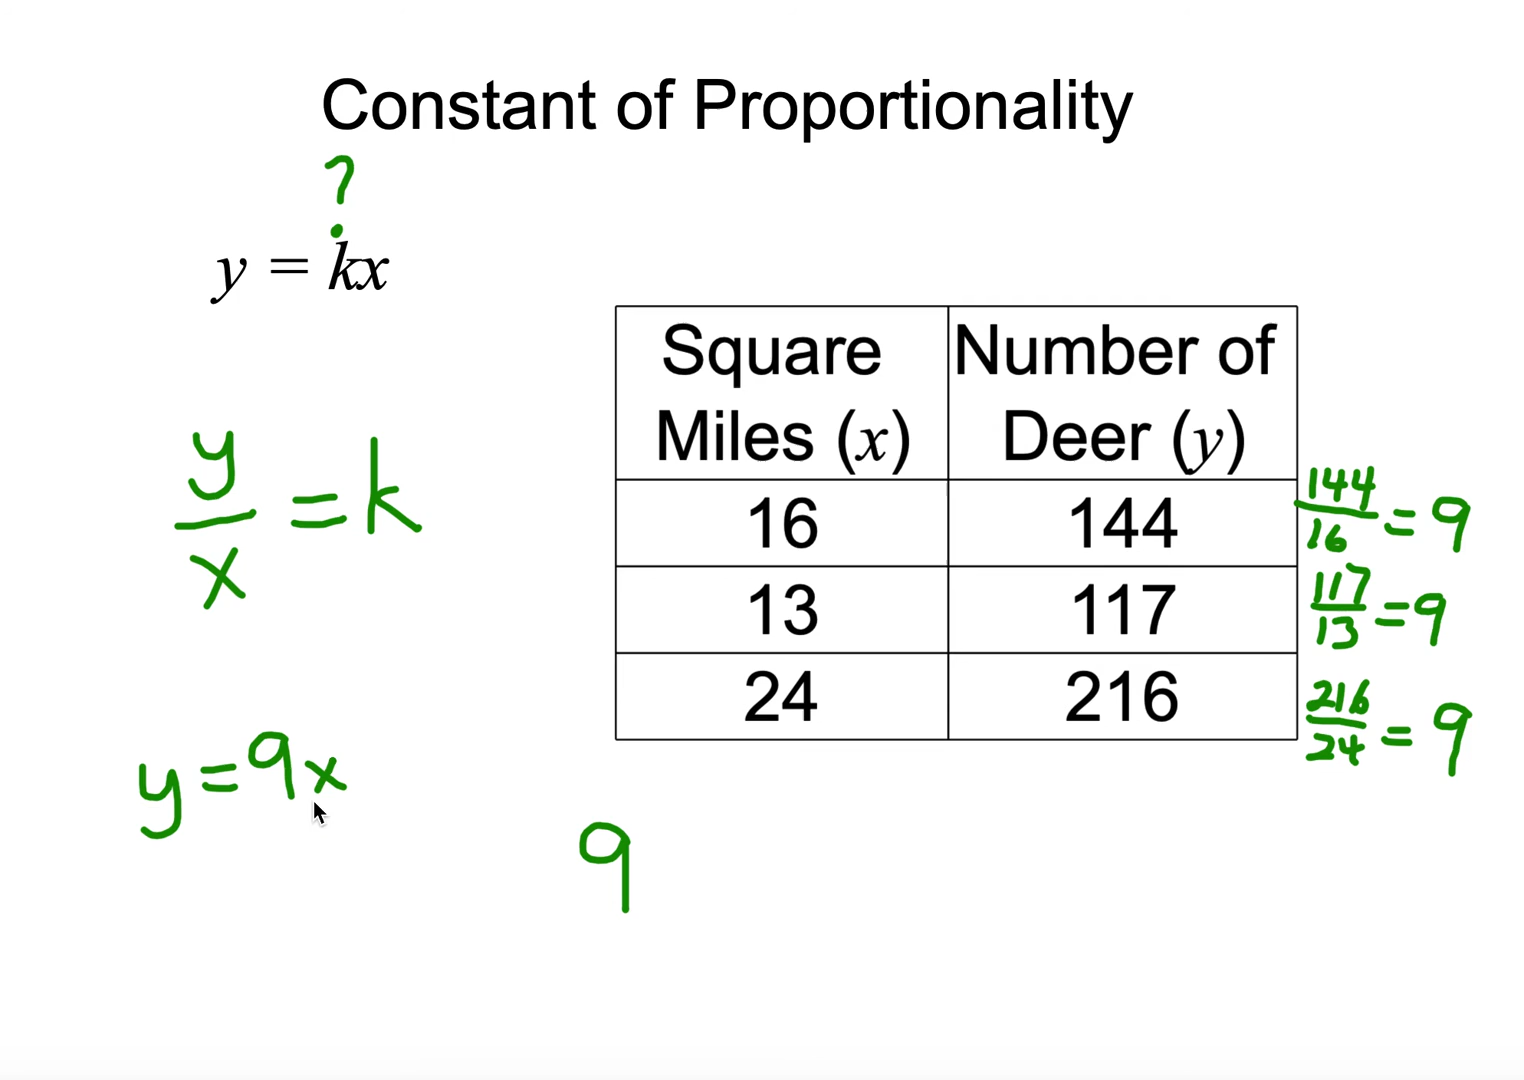 Constant of Proportionality
?
y = kx
Square Miles (x) Number of Deer (y)
16 144 144/16 = 9
13 117 117/13 = 9
24 216 216/24 = 9
y/x = k
y = 9x
9